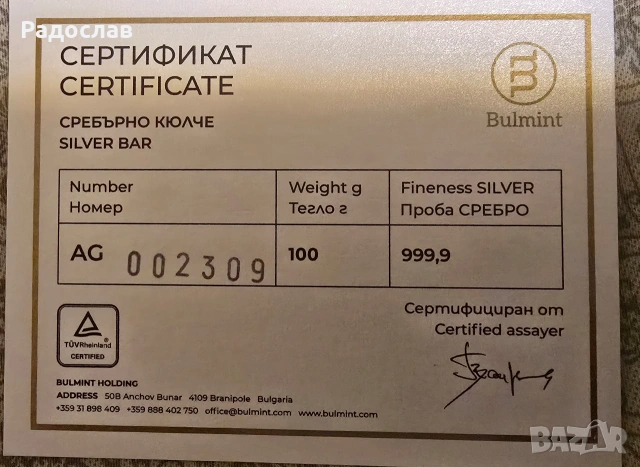 Радослав
СЕРТИФИКАТ
CERTIFICATE
Bulmint
СРЕБЪРНО КЮЛЧЕ
SILVER BAR
Number Weight g Fineness SILVER
Номер Тегло г Проба СРЕБРО
AG 002309 100 999,9
Сертифициран от
Certified assayer
TÜVRheinland
CERTIFIED
BULMINT HOLDING
ADDRESS 50B Anchov Bunar 4109 Branipole Bulgaria
+359 31 898 409 +359 888 402 750 office@bulmint.com www.bulmint.com
BAZAR